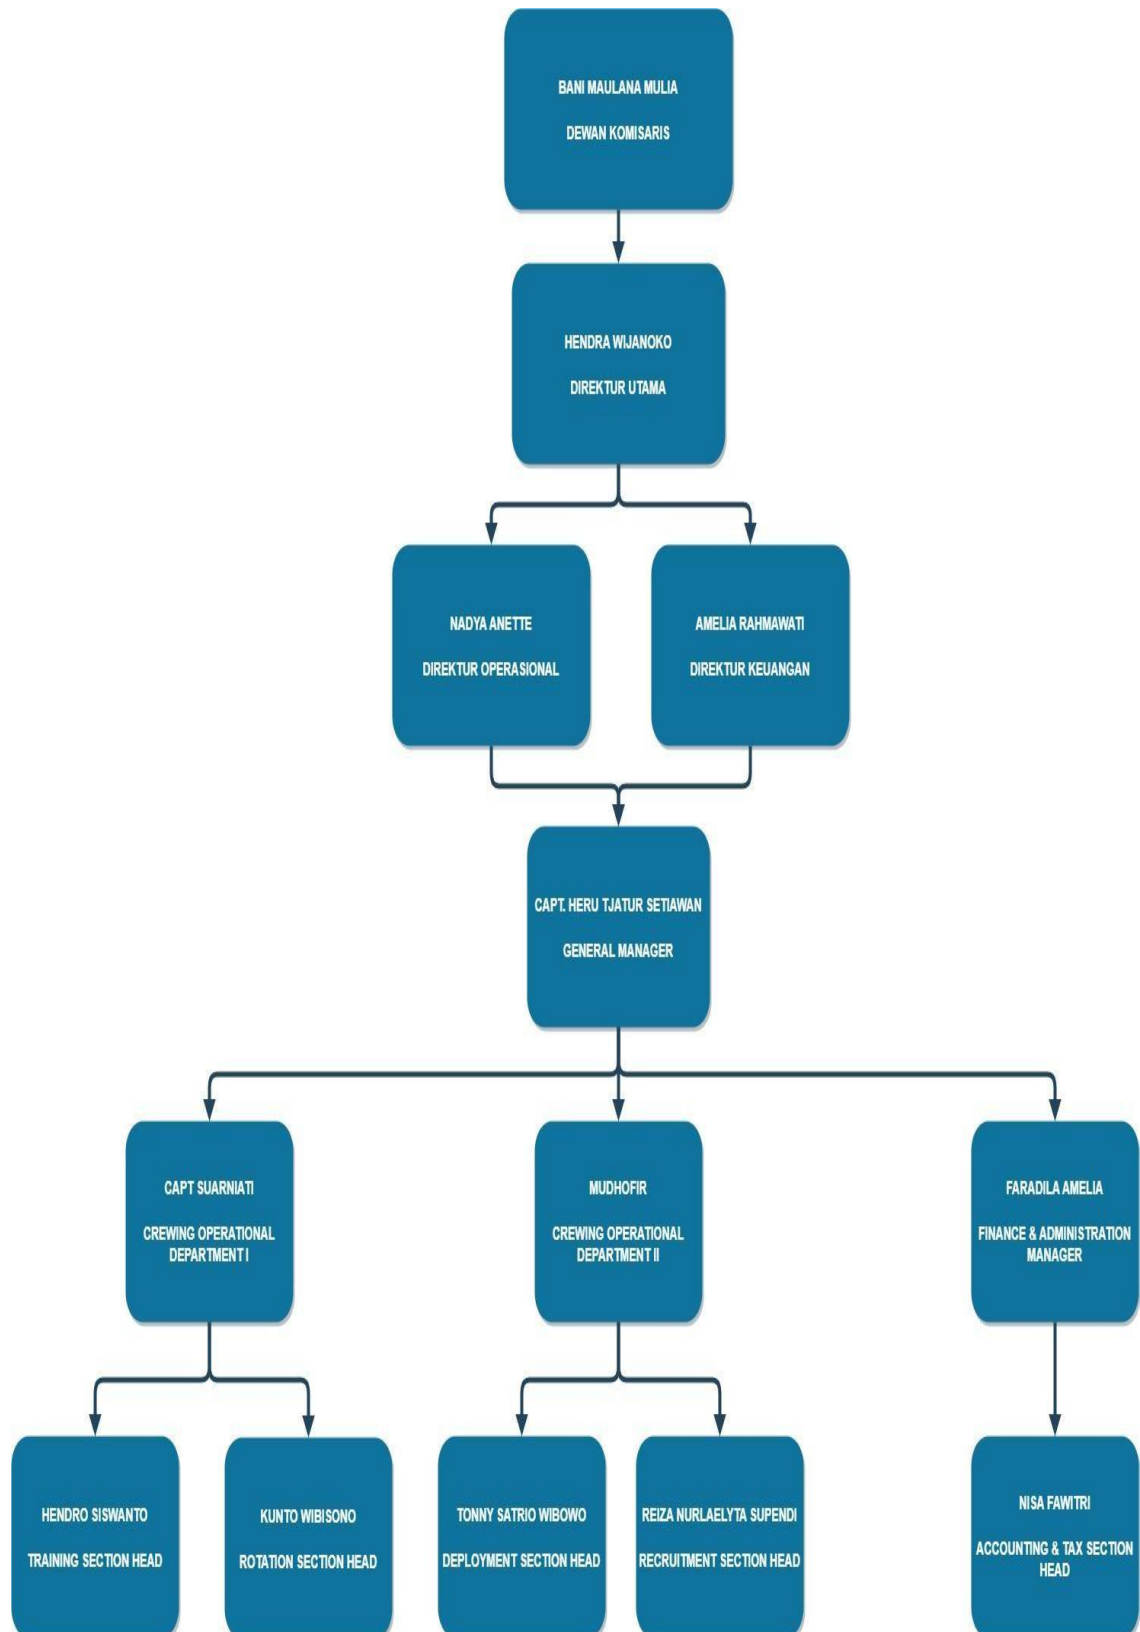 BANI MAULANA MULIA
DEWAN KOMISARIS
HENDRA WIJANOKO
DIREKTUR UTAMA
NADYA ANETTE
DIREKTUR OPERASIONAL
AMELIA RAHMAWATI
DIREKTUR KEUANGAN
CAPT. HERU TJATUR SETIAWAN
GENERAL MANAGER
CAPT SUARNIATI
CREWING OPERATIONAL
DEPARTMENT I
MUDHOFIR
CREWING OPERATIONAL
DEPARTMENT II
FARADILA AMELIA
FINANCE & ADMINISTRATION
MANAGER
HENDRO SISWANTO
TRAINING SECTION HEAD
KUNTO WIBISONO
ROTATION SECTION HEAD
TONNY SATRIO WIBOWO
DEPLOYMENT SECTION HEAD
REIZA NURLAELYTA SUPENDI
RECRUITMENT SECTION HEAD
NISA FAWITRI
ACCOUNTING & TAX SECTION
HEAD